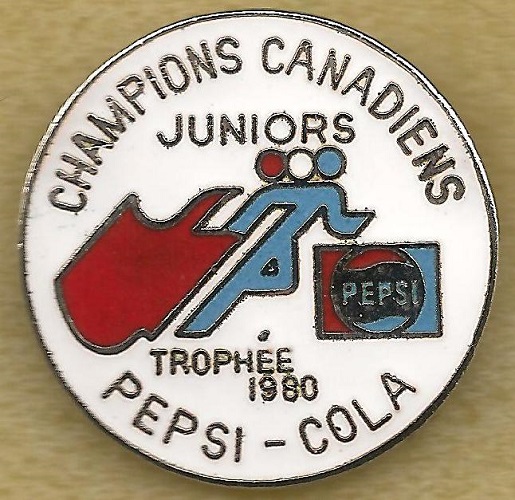 CHAMPIONS CANADIENS
JUNIORS
PEPSI
TROPHÉE
1980
PEPSI - COLA